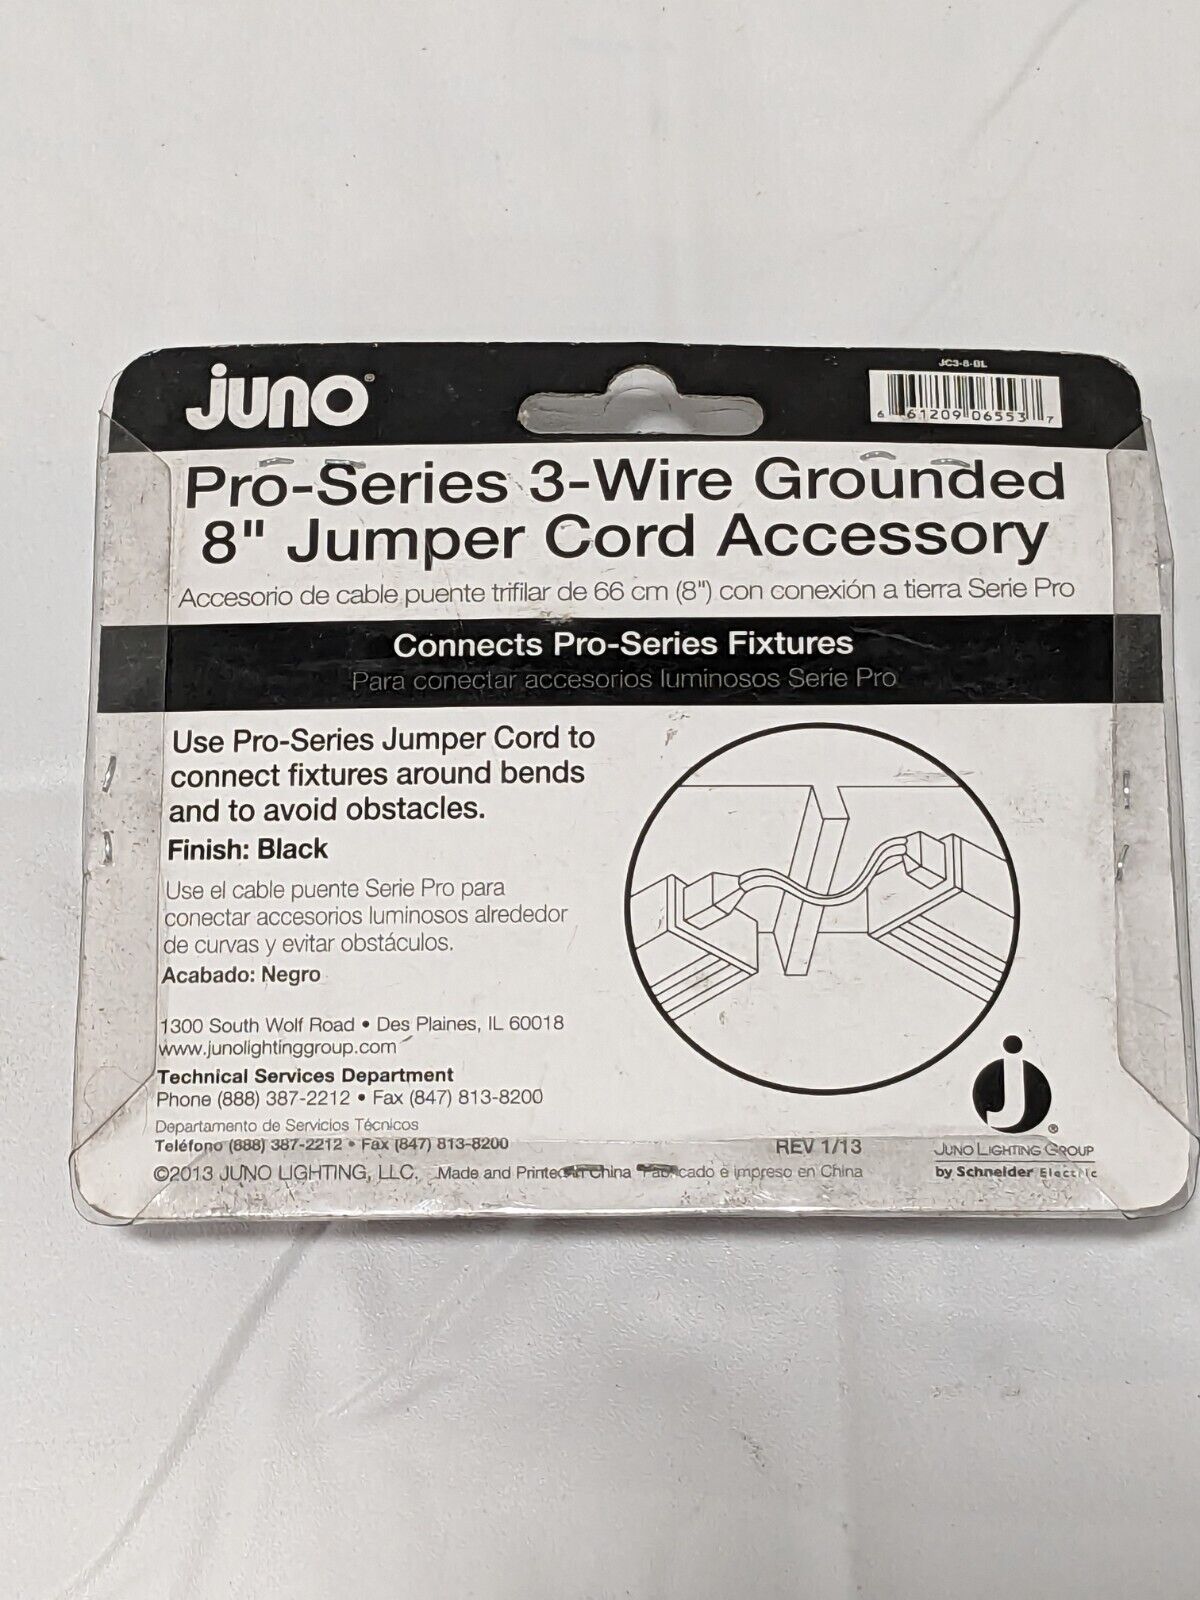 juno®
JC3-8-BL
6 61209 06553 7
Pro-Series 3-Wire Grounded
8" Jumper Cord Accessory
Accesorio de cable puente trifilar de 66 cm (8") con conexión a tierra Serie Pro
Connects Pro-Series Fixtures
Para conectar accesorios luminosos Serie Pro
Use Pro-Series Jumper Cord to
connect fixtures around bends
and to avoid obstacles.
Finish: Black
Use el cable puente Serie Pro para
conectar accesorios luminosos alrededor
de curvas y evitar obstáculos.
Acabado: Negro
1300 South Wolf Road • Des Plaines, IL 60018
www.junolightinggroup.com
Technical Services Department
Phone (888) 387-2212 • Fax (847) 813-8200
Departamento de Servicios Técnicos
Teléfono (888) 387-2212 • Fax (847) 813-8200
REV 1/13
©2013 JUNO LIGHTING, LLC. Made and Printed in China Fabricado e impreso en China
j®
JUNO LIGHTING GROUP
by Schneider Electric